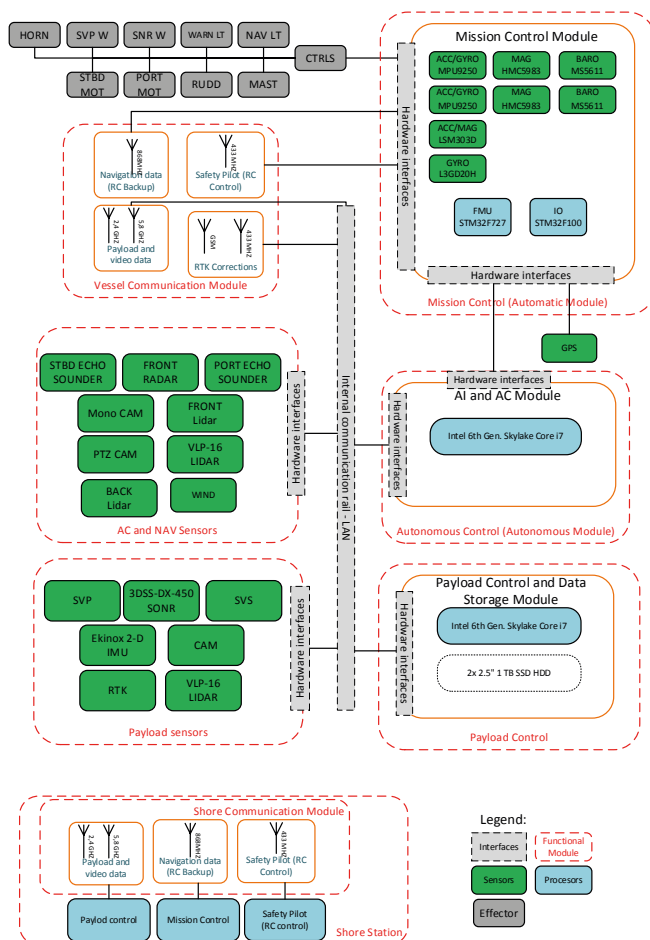 HORN
SVP W
SNR W
WARN LT
NAV LT
CTRLS
STBD
MOT
PORT
MOT
RUDD
MAST
Mission Control Module
ACC/GYRO
MPU9250
MAG
HMC5983
BARO
MS5611
ACC/GYRO
MPU9250
MAG
HMC5983
BARO
MS5611
ACC/MAG
LSM303D
GYRO
L3GD20H
FMU
STM32F727
IO
STM32F100
Hardware interfaces
Hardware interfaces
Mission Control (Automatic Module)
868MHZ
Navigation data
(RC Backup)
433 MHZ
Safety Pilot (RC
Control)
2,4 GHZ
5,8 GHZ
Payload and
video data
GSM
433 MHZ
RTK Corrections
Vessel Communication Module
GPS
STBD ECHO
SOUNDER
FRONT
RADAR
PORT ECHO
SOUNDER
Mono CAM
FRONT
Lidar
PTZ CAM
VLP-16
LIDAR
BACK
Lidar
WIND
Hardware interfaces
AC and NAV Sensors
Internal communication rail - LAN
Hardware interfaces
AI and AC Module
Intel 6th Gen. Skylake Core i7
Hardware interfaces
Autonomous Control (Autonomous Module)
SVP
3DSS-DX-450
SONR
SVS
Ekinox 2-D
IMU
CAM
RTK
VLP-16
LIDAR
Hardware interfaces
Payload sensors
Payload Control and Data
Storage Module
Intel 6th Gen. Skylake Core i7
2x 2.5" 1 TB SSD HDD
Hardware interfaces
Payload Control
Shore Communication Module
2,4 GHZ
5,8 GHZ
Payload and
video data
868MHZ
Navigation data
(RC Backup)
433 MHZ
Safety Pilot (RC
Control)
Paylod control
Mission Control
Safety Pilot
(RC control)
Shore Station
Legend:
Interfaces
Functional
Module
Sensors
Procesors
Effector